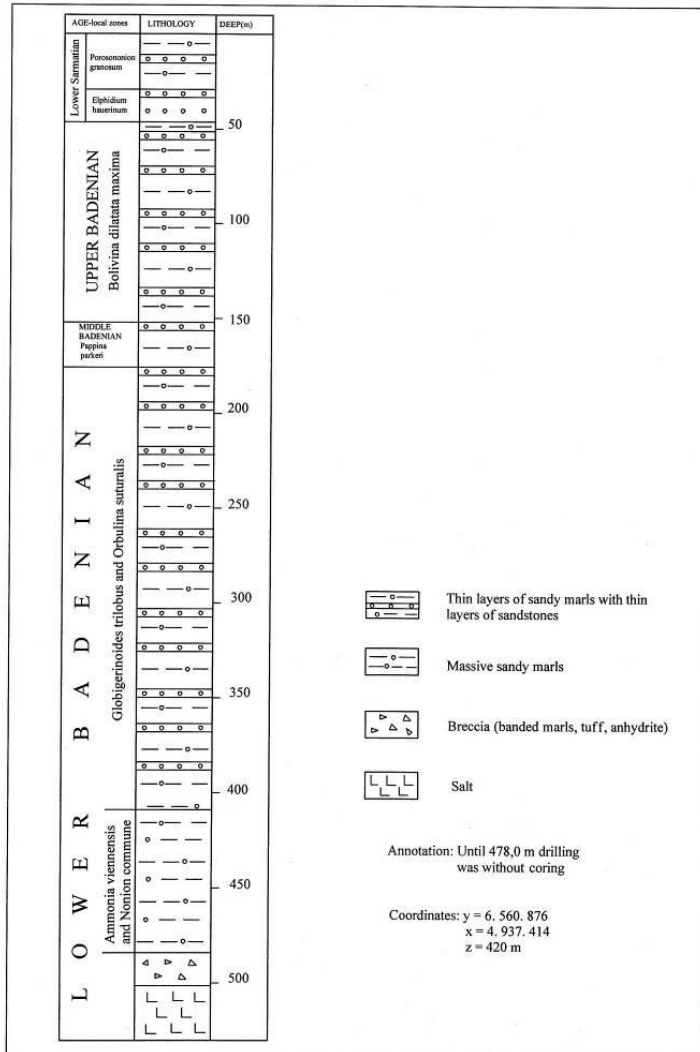 AGE-local zones LITHOLOGY DEEP(m)
Lower Sarmatian
Porosononion
granosum
Elphidium
hauerinum
UPPER BADENIAN
Bolivina dilatata maxima
MIDDLE
BADENIAN
Pappina
parkeri
LOWER BADENIAN
Globigerinoides trilobus and Orbulina suturalis
Ammonia viennensis
and Nonion commune
50
100
150
200
250
300
350
400
450
500
Thin layers of sandy marls with thin
layers of sandstones
Massive sandy marls
Breccia (banded marls, tuff, anhydrite)
Salt
Annotation: Until 478,0 m drilling
was without coring
Coordinates: y = 6. 560. 876
x = 4. 937. 414
z = 420 m